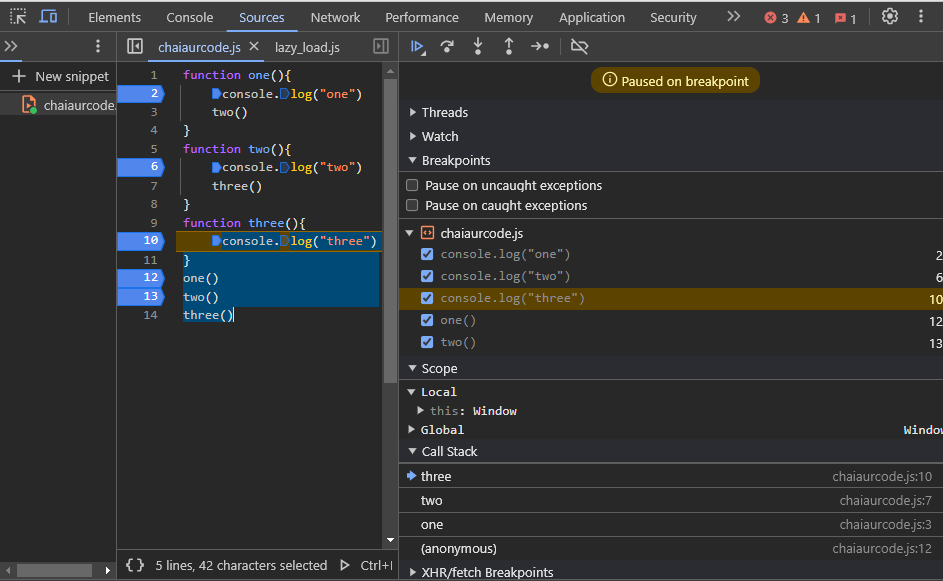 Elements Console Sources Network Performance Memory Application Security 3 1 1
New snippet
chaiaurcode.
chaiaurcode.js lazy_load.js
1 function one(){
2 console.log("one")
3 two()
4 }
5 function two(){
6 console.log("two")
7 three()
8 }
9 function three(){
10 console.log("three")
11 }
12 one()
13 two()
14 three()
{} 5 lines, 42 characters selected Ctrl+
Paused on breakpoint
Threads
Watch
Breakpoints
Pause on uncaught exceptions
Pause on caught exceptions
chaiaurcode.js
console.log("one") 2
console.log("two") 6
console.log("three") 10
one() 12
two() 13
Scope
Local
this: Window
Global Window
Call Stack
three chaiaurcode.js:10
two chaiaurcode.js:7
one chaiaurcode.js:3
(anonymous) chaiaurcode.js:12
XHR/fetch Breakpoints